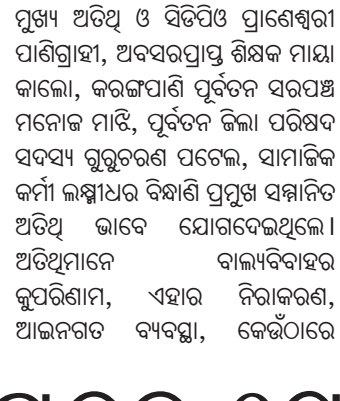 ମୁଖ୍ୟ ଅତିଥି ଓ ସିଡିପିଓ ପ୍ରାଣେଶ୍ୱରୀ
ପାଣିଗ୍ରାହୀ, ଅବସରପ୍ରାପ୍ତ ଶିକ୍ଷକ ମାୟା
କାଲୋ, କରଙ୍ଗପାଣି ପୂର୍ବତନ ସରପଞ୍ଚ
ମନୋଜ ମାଝି, ପୂର୍ବତନ ଜିଲା ପରିଷଦ
ସଦସ୍ୟ ଗୁରୁଚରଣ ପଟେଲ, ସାମାଜିକ
କର୍ମୀ ଲକ୍ଷ୍ମୀଧର ବିନ୍ଧାଣି ପ୍ରମୁଖ ସମ୍ମାନିତ
ଅତିଥି ଭାବେ ଯୋଗଦେଇଥିଲେ।
ଅତିଥିମାନେ ବାଲ୍ୟବିବାହର
କୁପରିଣାମ, ଏହାର ନିରାକରଣ,
ଆଇନଗତ ବ୍ୟବସ୍ଥା, କେଉଁଠାରେ